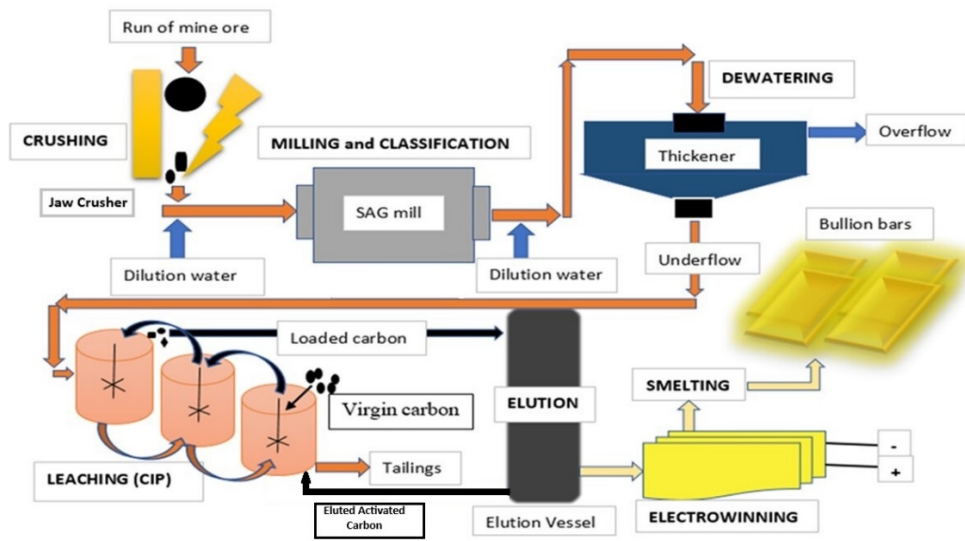 Run of mine ore
CRUSHING
Jaw Crusher
Dilution water
MILLING and CLASSIFICATION
SAG mill
Dilution water
DEWATERING
Thickener
Overflow
Underflow
Bullion bars
Loaded carbon
Virgin carbon
LEACHING (CIP)
Tailings
Eluted Activated
Carbon
ELUTION
Elution Vessel
SMELTING
-
+
ELECTROWINNING